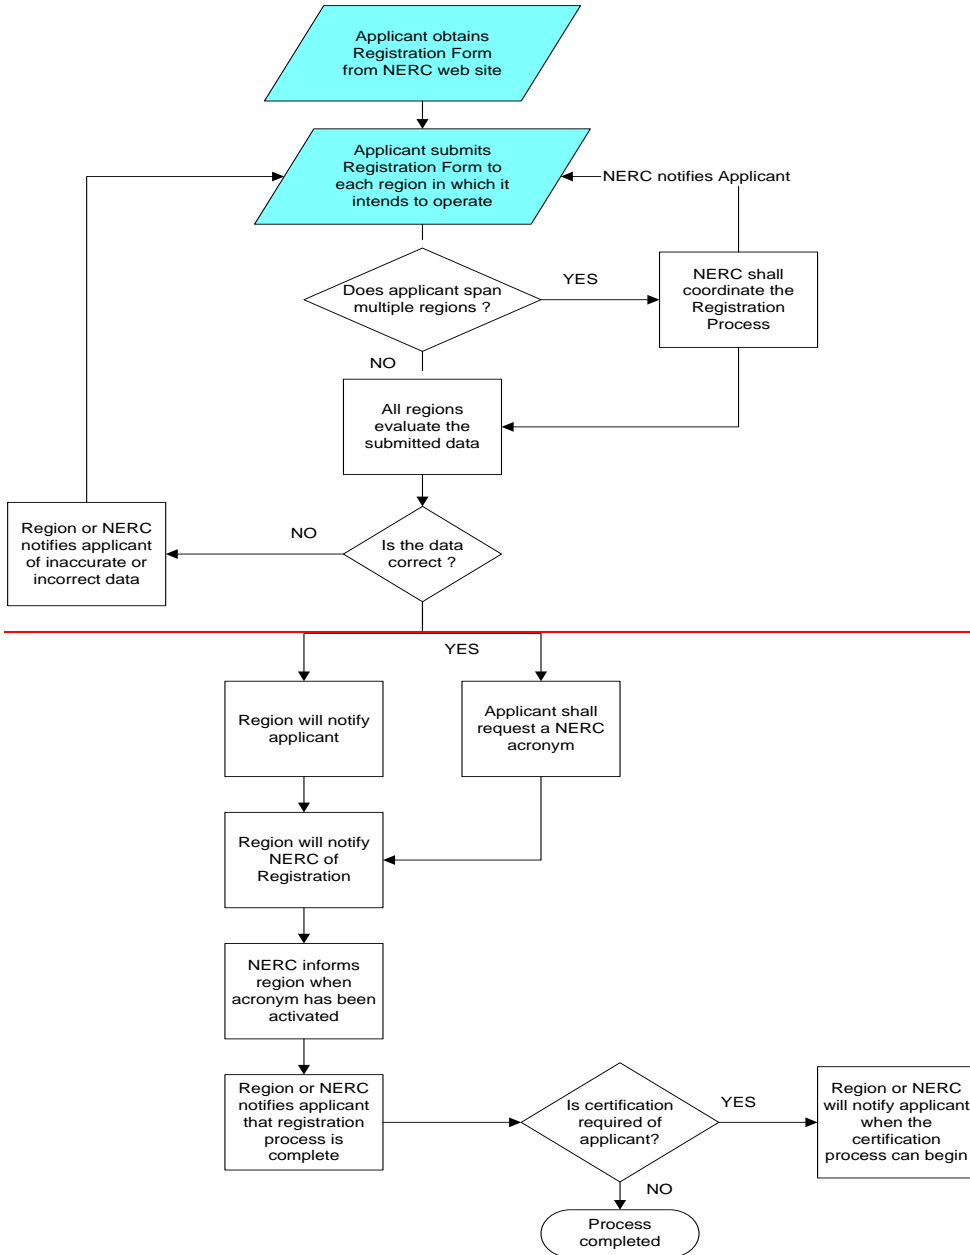 Applicant obtains
Registration Form
from NERC web site
Applicant submits
Registration Form to
each region in which it
intends to operate
NERC notifies Applicant
Does applicant span
multiple regions ?
YES
NERC shall
coordinate the
Registration
Process
NO
All regions
evaluate the
submitted data
Region or NERC
notifies applicant
of inaccurate or
incorrect data
NO
Is the data
correct ?
YES
Region will notify
applicant
Applicant shall
request a NERC
acronym
Region will notify
NERC of
Registration
NERC informs
region when
acronym has been
activated
Region or NERC
notifies applicant
that registration
process is
complete
Is certification
required of
applicant?
YES
Region or NERC
will notify applicant
when the
certification
process can begin
NO
Process
completed